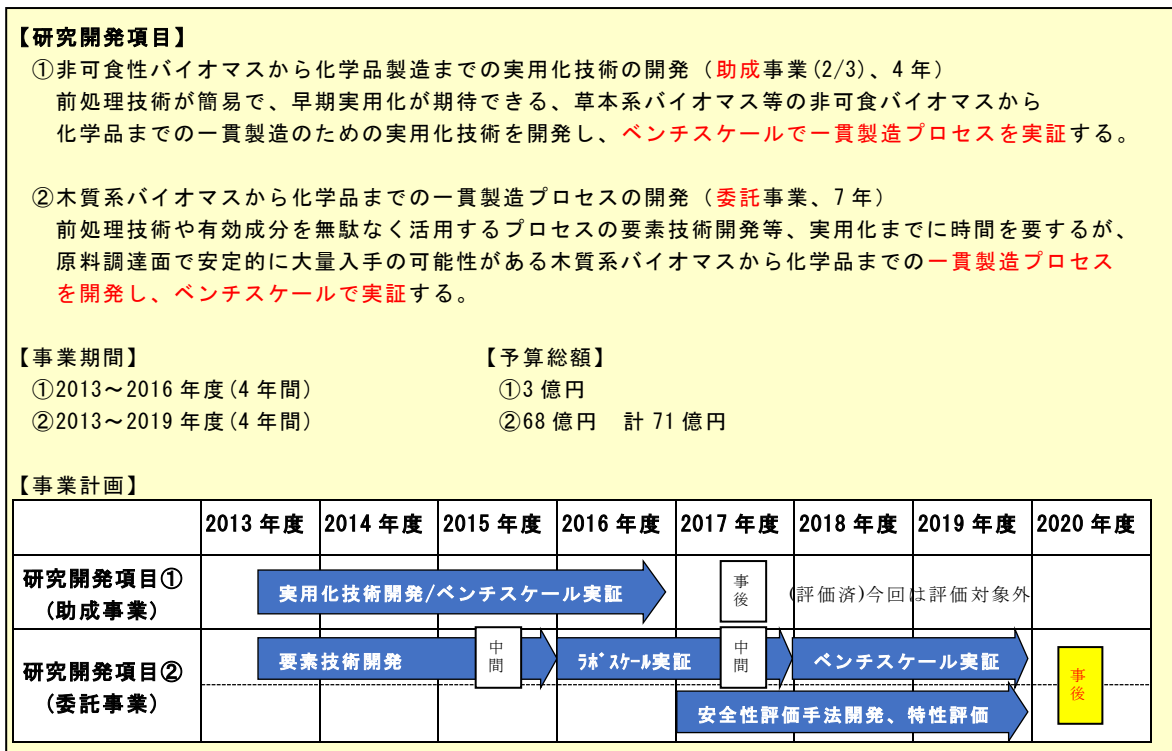 【研究開発項目】
①非可食性バイオマスから化学品製造までの実用化技術の開発（助成事業(2/3)、4年）
前処理技術が簡易で、早期実用化が期待できる、草本系バイオマス等の非可食バイオマスから
化学品までの一貫製造のための実用化技術を開発し、ベンチスケールで一貫製造プロセスを実証する。
②木質系バイオマスから化学品までの一貫製造プロセスの開発（委託事業、7年）
前処理技術や有効成分を無駄なく活用するプロセスの要素技術開発等、実用化までに時間を要するが、
原料調達面で安定的に大量入手の可能性がある木質系バイオマスから化学品までの一貫製造プロセス
を開発し、ベンチスケールで実証する。
【事業期間】 【予算総額】
①2013～2016年度(4年間) ①3億円
②2013～2019年度(4年間) ②68億円 計71億円
【事業計画】
2013年度 2014年度 2015年度 2016年度 2017年度 2018年度 2019年度 2020年度
研究開発項目①
(助成事業)
実用化技術開発/ベンチスケール実証
事後
(評価済)今回は評価対象外
研究開発項目②
(委託事業)
要素技術開発
中間
ﾗﾎﾞｽｹｰﾙ実証
中間
ベンチスケール実証
安全性評価手法開発、特性評価
事後